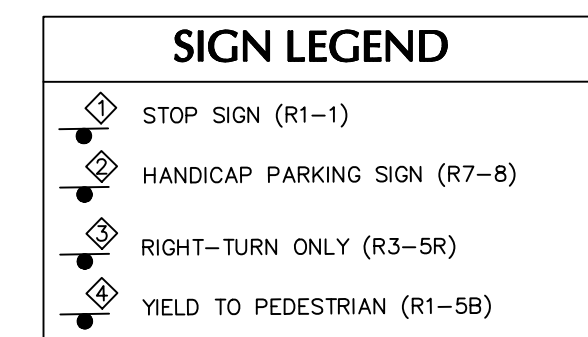 SIGN LEGEND
1 STOP SIGN (R1-1)
2 HANDICAP PARKING SIGN (R7-8)
3 RIGHT-TURN ONLY (R3-5R)
4 YIELD TO PEDESTRIAN (R1-5B)